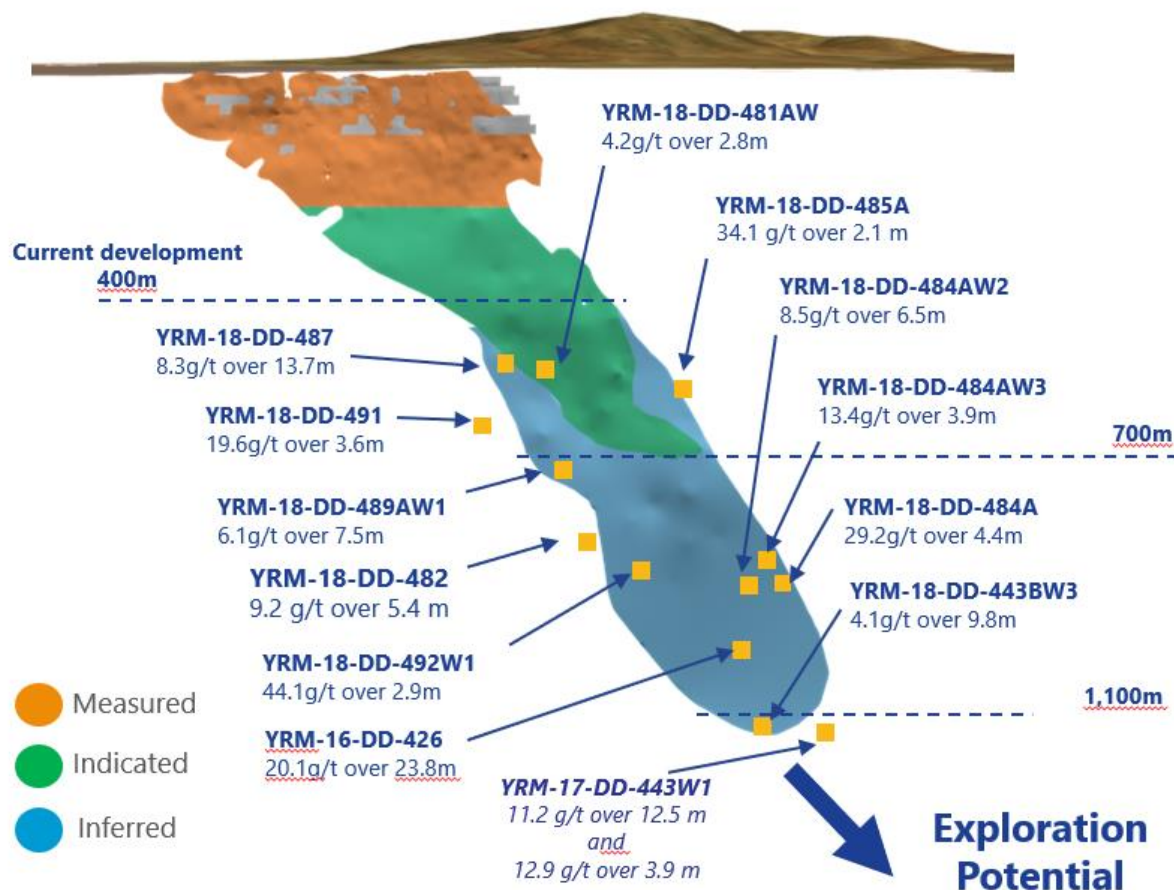 YRM-18-DD-481AW
4.2g/t over 2.8m
YRM-18-DD-485A
34.1 g/t over 2.1 m
Current development
400m
YRM-18-DD-484AW2
8.5g/t over 6.5m
YRM-18-DD-487
8.3g/t over 13.7m
YRM-18-DD-484AW3
13.4g/t over 3.9m
YRM-18-DD-491
19.6g/t over 3.6m
700m
YRM-18-DD-489AW1
6.1g/t over 7.5m
YRM-18-DD-484A
29.2g/t over 4.4m
YRM-18-DD-482
9.2 g/t over 5.4 m
YRM-18-DD-443BW3
4.1g/t over 9.8m
YRM-18-DD-492W1
44.1g/t over 2.9m
1,100m
YRM-16-DD-426
20.1g/t over 23.8m
YRM-17-DD-443W1
11.2 g/t over 12.5 m
and
12.9 g/t over 3.9 m
Measured
Indicated
Inferred
Exploration
Potential